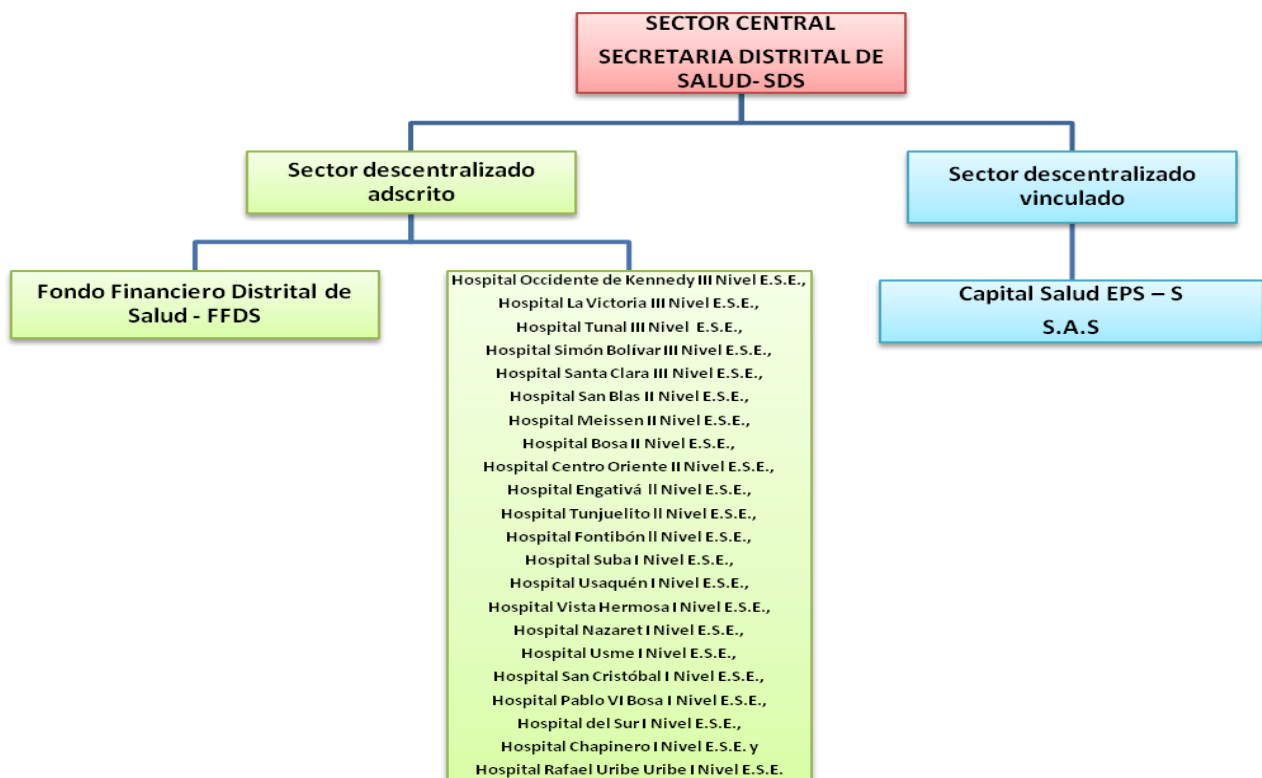 SECTOR CENTRAL
SECRETARIA DISTRITAL DE
SALUD- SDS
Sector descentralizado
adscrito
Sector descentralizado
vinculado
Fondo Financiero Distrital de
Salud - FFDS
Hospital Occidente de Kennedy III Nivel E.S.E.,
Hospital La Victoria III Nivel E.S.E.,
Hospital Tunal III Nivel E.S.E.,
Hospital Simón Bolívar III Nivel E.S.E.,
Hospital Santa Clara III Nivel E.S.E.,
Hospital San Blas II Nivel E.S.E.,
Hospital Meissen II Nivel E.S.E.,
Hospital Bosa II Nivel E.S.E.,
Hospital Centro Oriente II Nivel E.S.E.,
Hospital Engativá ll Nivel E.S.E.,
Hospital Tunjuelito ll Nivel E.S.E.,
Hospital Fontibón ll Nivel E.S.E.,
Hospital Suba I Nivel E.S.E.,
Hospital Usaquén I Nivel E.S.E.,
Hospital Vista Hermosa I Nivel E.S.E.,
Hospital Nazaret I Nivel E.S.E.,
Hospital Usme I Nivel E.S.E.,
Hospital San Cristóbal I Nivel E.S.E.,
Hospital Pablo VI Bosa I Nivel E.S.E.,
Hospital del Sur I Nivel E.S.E.,
Hospital Chapinero I Nivel E.S.E. y
Hospital Rafael Uribe Uribe I Nivel E.S.E.
Capital Salud EPS – S
S.A.S